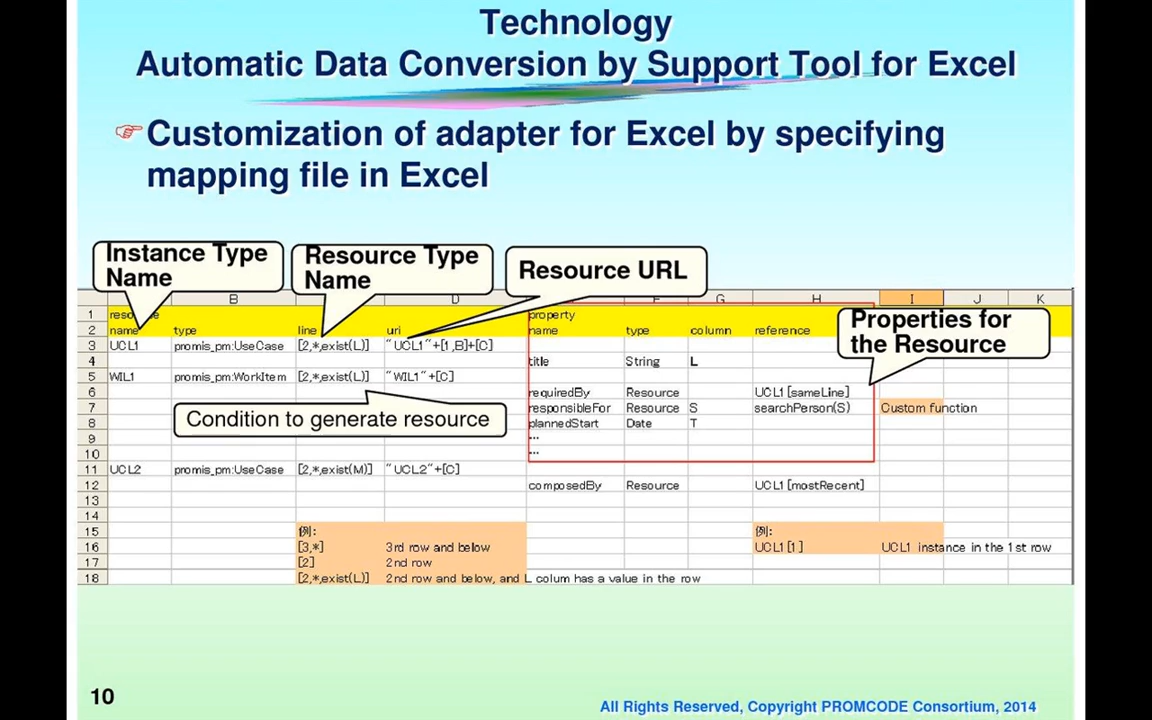 Technology
Automatic Data Conversion by Support Tool for Excel
Customization of adapter for Excel by specifying
mapping file in Excel
Instance Type
Name
Resource Type
Name
Resource URL
Properties for
the Resource
Condition to generate resource
B D G H I J K
1 property
2 name type line uri name type column reference
3 UCL1 promis_pm:UseCase [2,*,exist(L)] "UCL1"+[1,B]+[C]
4 title String L
5 WIL1 promis_pm:WorkItem [2,*,exist(L)] "WIL1"+[C]
6 requiredBy Resource UCL1[sameLine]
7 responsibleFor Resource S searchPerson(S) Custom function
8 plannedStart Date T
9 ...
10 ...
11 UCL2 promis_pm:UseCase [2,*,exist(M)] "UCL2"+[C]
12 composedBy Resource UCL1[mostRecent]
13
14
15 例: 例:
16 [3,*] 3rd row and below UCL1[1] UCL1 instance in the 1st row
17 [2] 2nd row
18 [2,*,exist(L)] 2nd row and below, and L colum has a value in the row
10
All Rights Reserved, Copyright PROMCODE Consortium, 2014